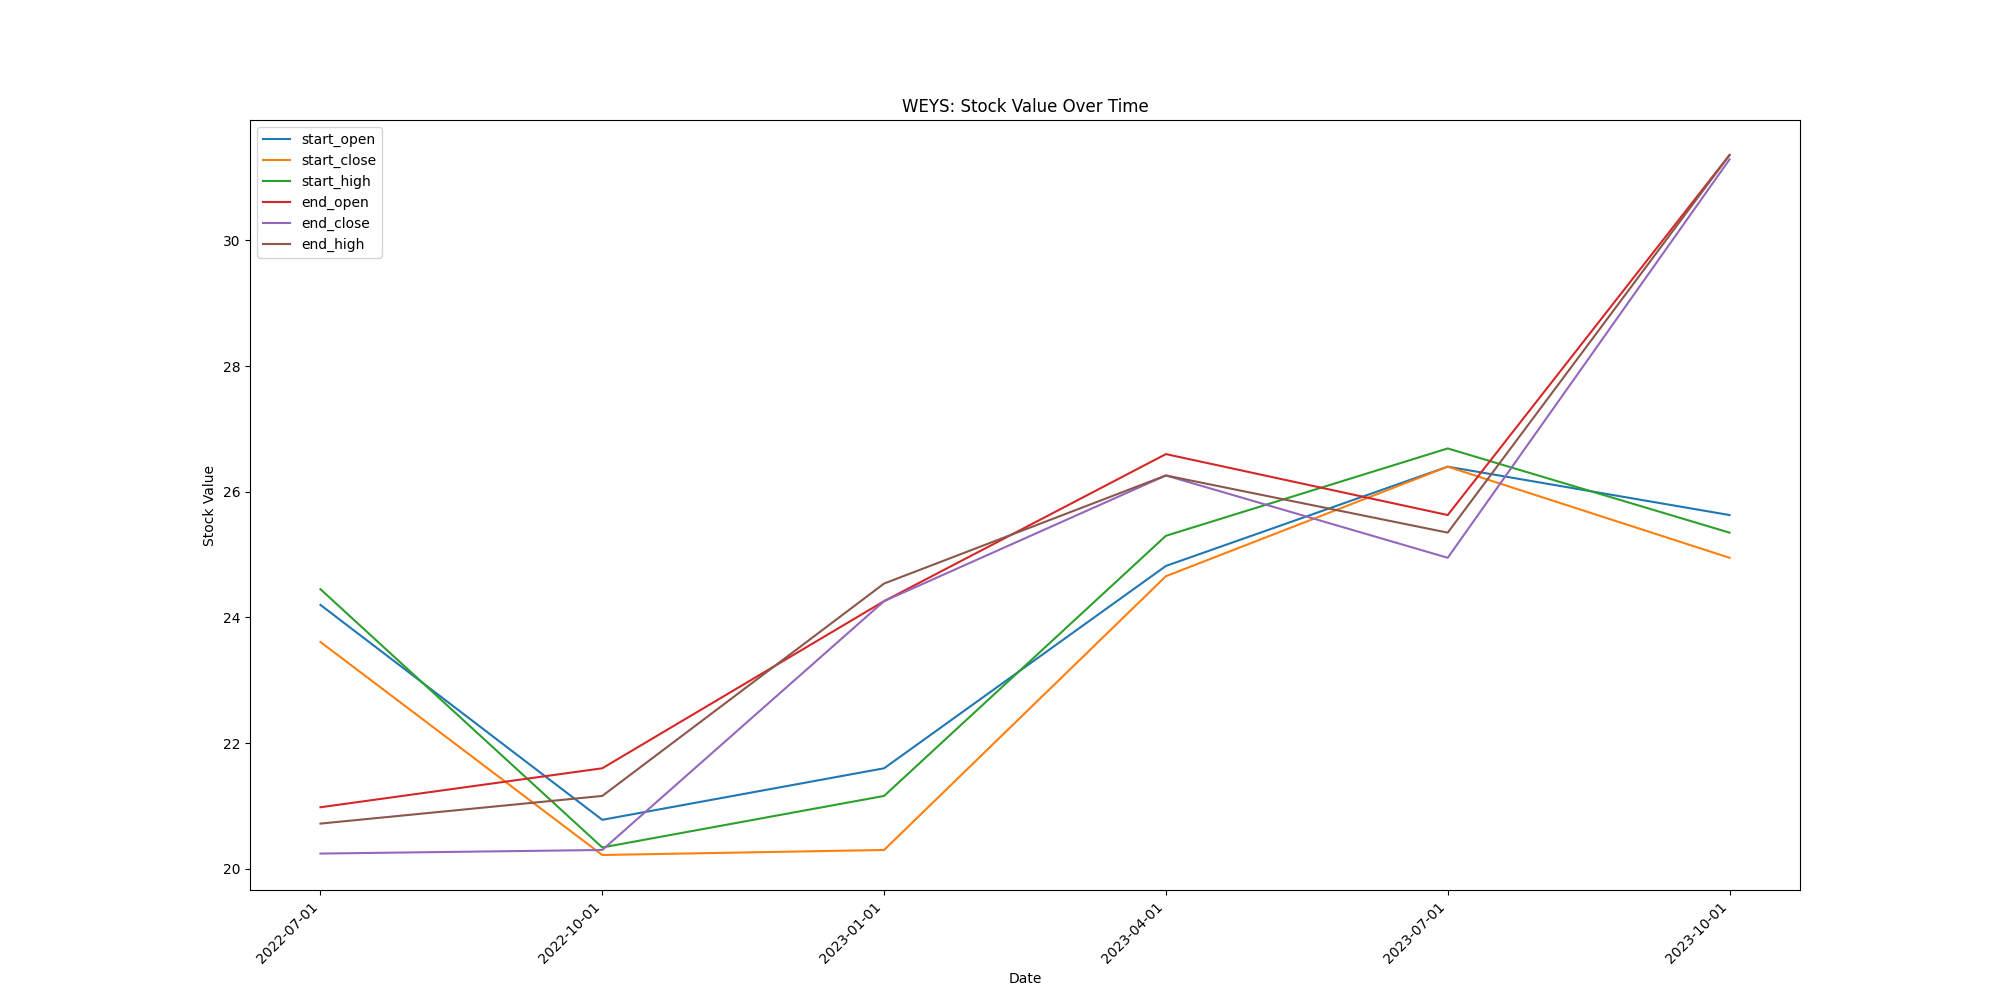 WEYS: Stock Value Over Time
start_open
start_close
start_high
end_open
end_close
end_high
Stock Value
30
28
26
24
22
20
2022-07-01
2022-10-01
2023-01-01
2023-04-01
2023-07-01
2023-10-01
Date